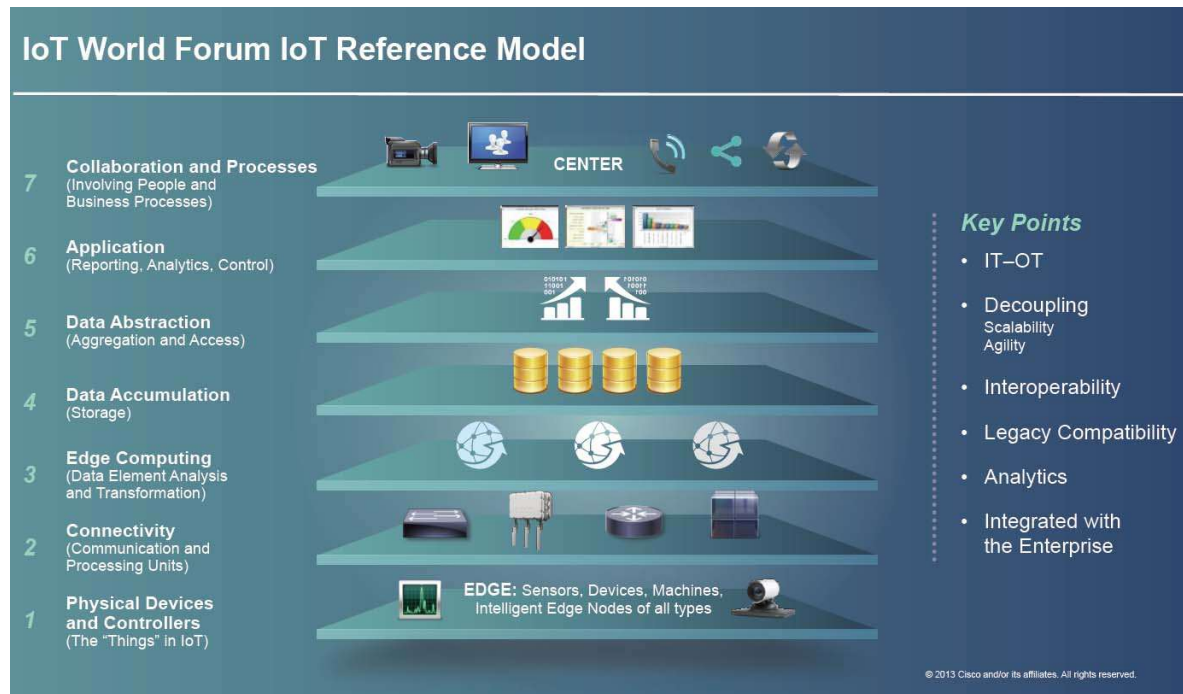 IoT World Forum IoT Reference Model
7
Collaboration and Processes
(Involving People and
Business Processes)
CENTER
6
Application
(Reporting, Analytics, Control)
5
Data Abstraction
(Aggregation and Access)
010101
11001
001
4
Data Accumulation
(Storage)
3
Edge Computing
(Data Element Analysis
and Transformation)
2
Connectivity
(Communication and
Processing Units)
1
Physical Devices
and Controllers
(The “Things” in IoT)
EDGE: Sensors, Devices, Machines,
Intelligent Edge Nodes of all types
Key Points
• IT–OT
• Decoupling
Scalability
Agility
• Interoperability
• Legacy Compatibility
• Analytics
• Integrated with
the Enterprise
© 2013 Cisco and/or its affiliates. All rights reserved.